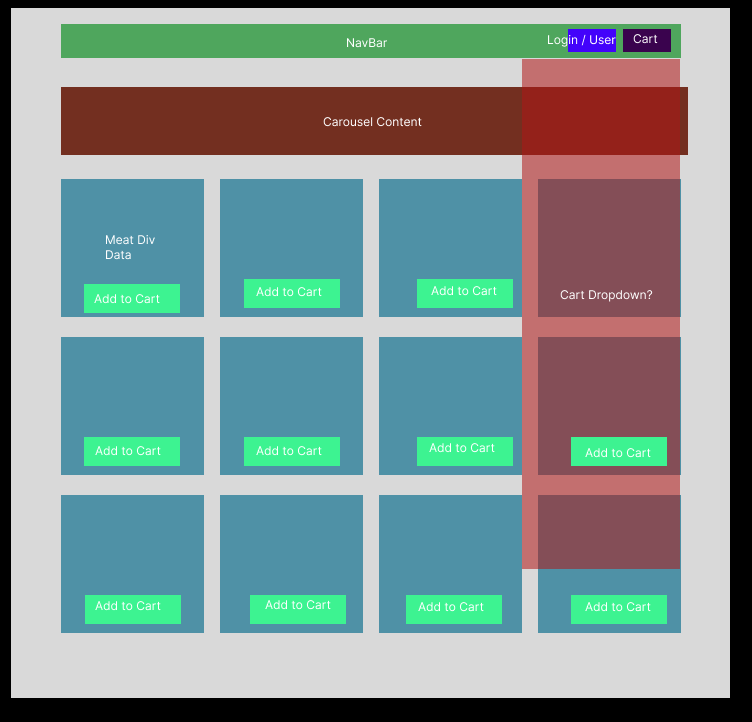 NavBar
Login / User
Cart
Carousel Content
Meat Div
Data
Add to Cart
Add to Cart
Add to Cart
Cart Dropdown?
Add to Cart
Add to Cart
Add to Cart
Add to Cart
Add to Cart
Add to Cart
Add to Cart
Add to Cart